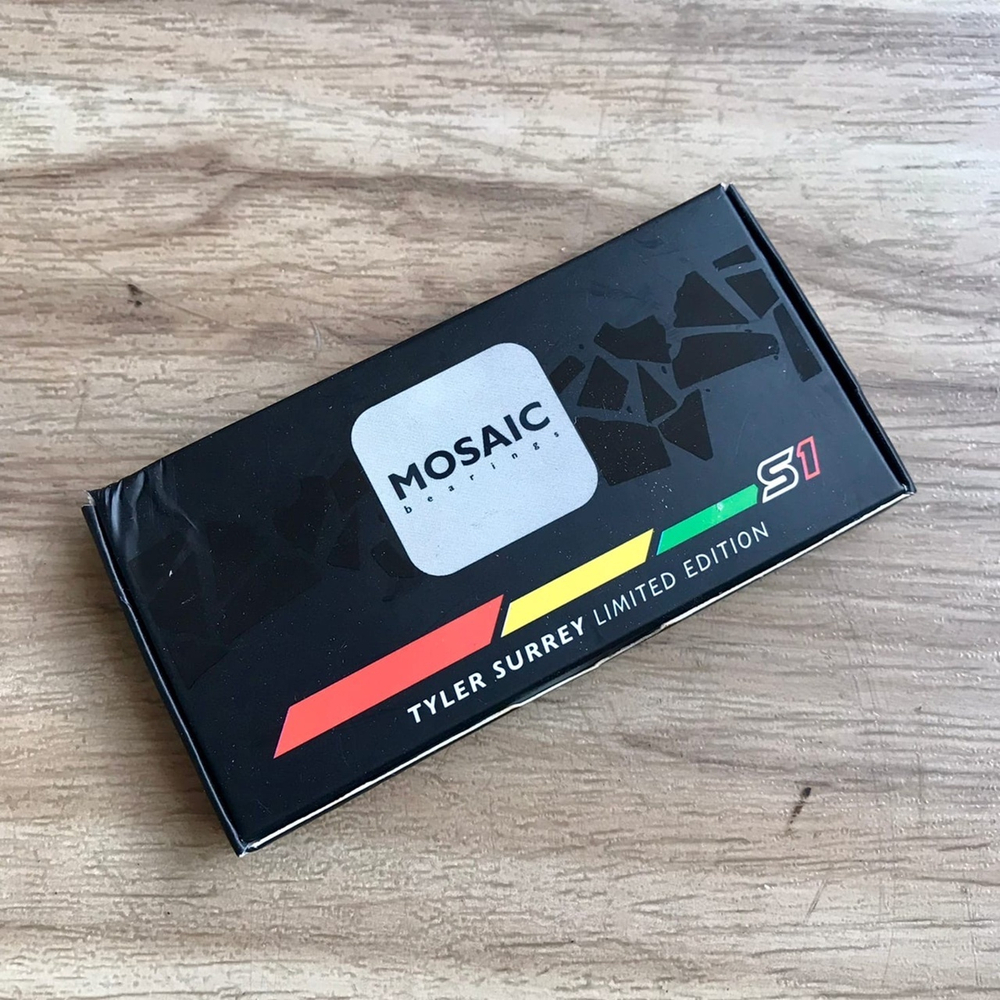 MOSAIC
bearings
S1
TYLER SURREY LIMITED EDITION